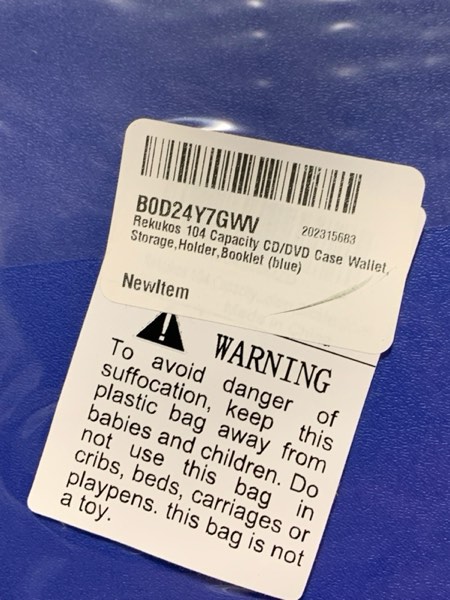 B0D24Y7GWV
202315683
Rekukos 104 Capacity CD/DVD Case Wallet,
Storage,Holder,Booklet (blue)
NewItem
WARNING
To avoid danger of
suffocation, keep this
plastic bag away from
babies and children. Do
not use this bag in
cribs, beds, carriages or
playpens. this bag is not
a toy.